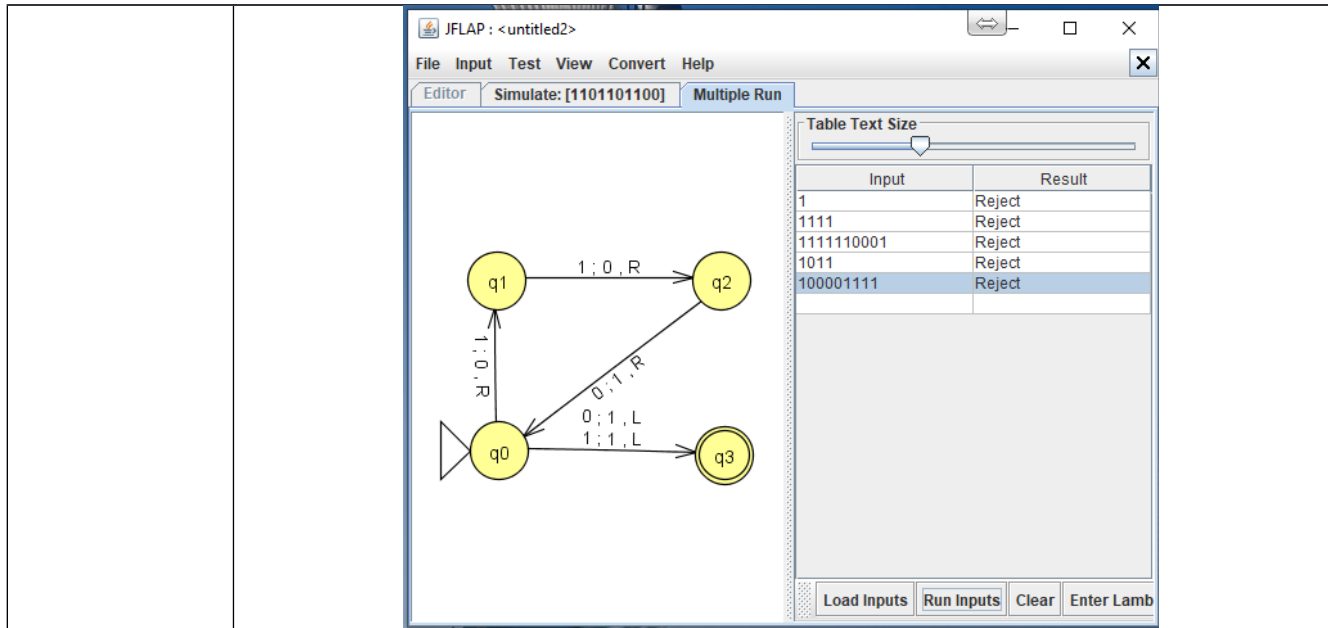 JFLAP : <untitled2>
File Input Test View Convert Help
Editor Simulate: [1101101100] Multiple Run
Table Text Size
Input Result
1 Reject
1111 Reject
1111110001 Reject
1011 Reject
100001111 Reject
q1
1 ; 0 , R
q2
1 ; 0 , R
0 ; 1 , R
0 ; 1 , L
1 ; 1 , L
q0
q3
Load Inputs Run Inputs Clear Enter Lamb